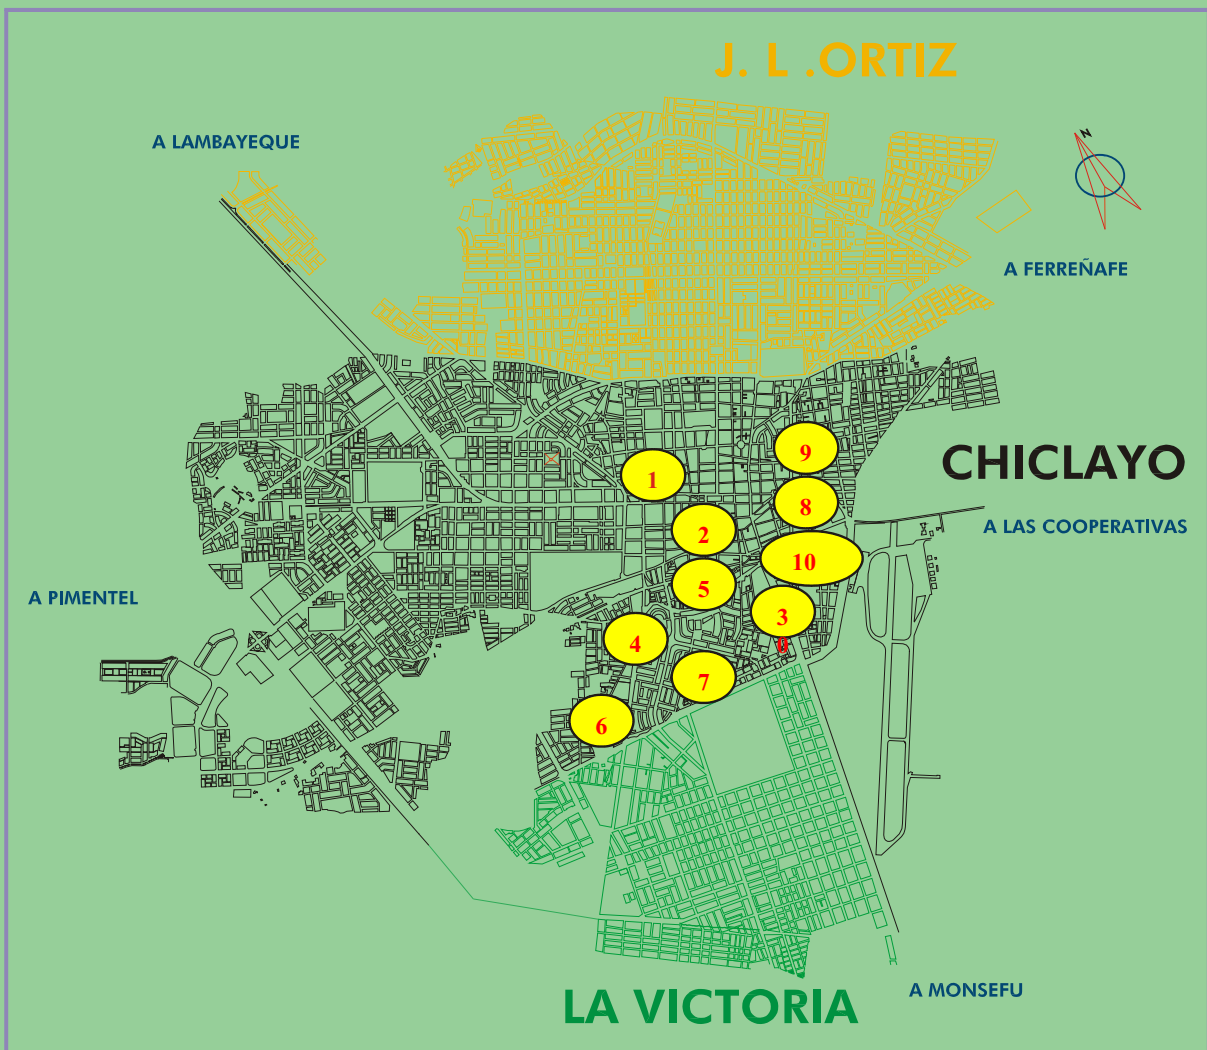 J. L .ORTIZ
A LAMBAYEQUE
N
A FERREÑAFE
CHICLAYO
9
1
8
A LAS COOPERATIVAS
2
10
5
A PIMENTEL
3
4
7
6
LA VICTORIA
A MONSEFU